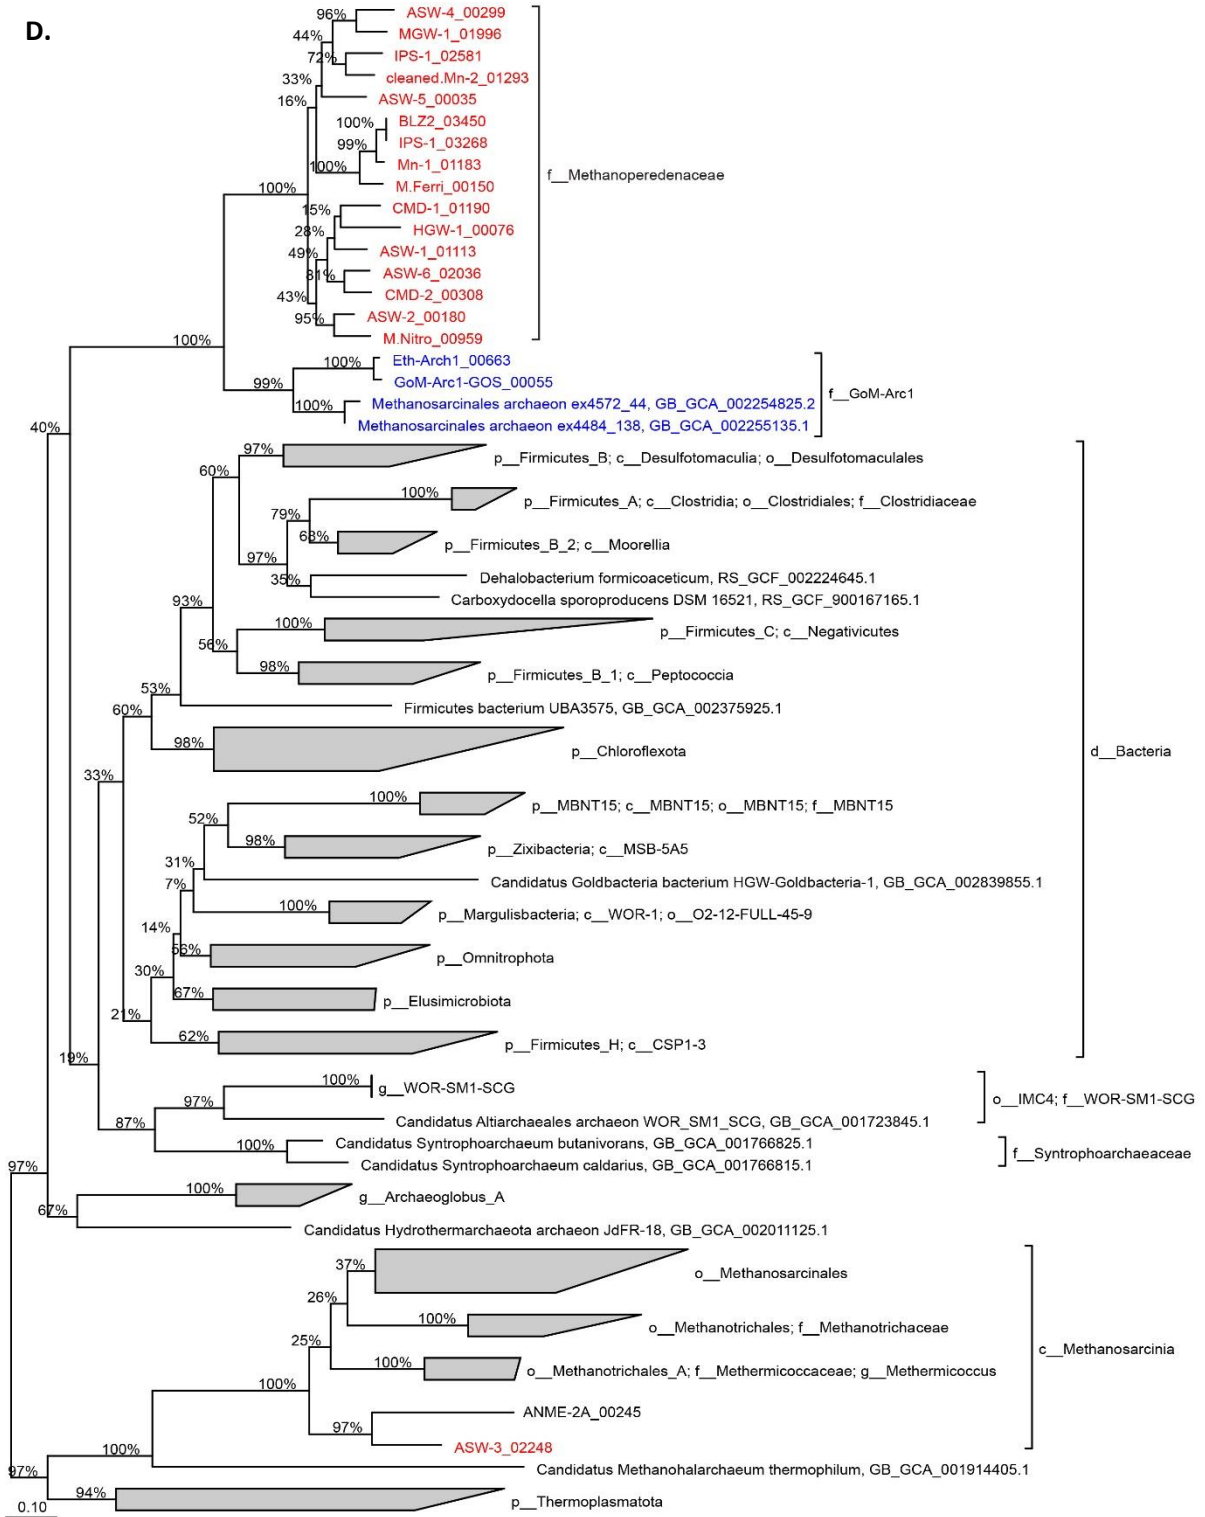 D.
96%
ASW-4_00299
44%
MGW-1_01996
72%
IPS-1_02581
cleaned.Mn-2_01293
33%
ASW-5_00035
16%
100%
BLZ2_03450
99%
IPS-1_03268
Mn-1_01183
100%
M.Ferri_00150
f__Methanoperedenaceae
100%
15%
CMD-1_01190
28%
HGW-1_00076
49%
ASW-1_01113
81%
ASW-6_02036
CMD-2_00308
43%
95%
ASW-2_00180
M.Nitro_00959
100%
100%
Eth-Arch1_00663
GoM-Arc1-GOS_00055
99%
f__GoM-Arc1
100%
Methanosarcinales archaeon ex4572_44, GB_GCA_002254825.2
Methanosarcinales archaeon ex4484_138, GB_GCA_002255135.1
40%
97%
p__Firmicutes_B; c__Desulfotomaculia; o__Desulfotomaculales
60%
100%
p__Firmicutes_A; c__Clostridia; o__Clostridiales; f__Clostridiaceae
79%
68%
p__Firmicutes_B_2; c__Moorellia
97%
35%
Dehalobacterium formicoaceticum, RS_GCF_002224645.1
Carboxydocella sporoproducens DSM 16521, RS_GCF_900167165.1
93%
100%
p__Firmicutes_C; c__Negativicutes
56%
98%
p__Firmicutes_B_1; c__Peptococcia
53%
Firmicutes bacterium UBA3575, GB_GCA_002375925.1
60%
98%
p__Chloroflexota
d__Bacteria
33%
100%
p__MBNT15; c__MBNT15; o__MBNT15; f__MBNT15
52%
98%
p__Zixibacteria; c__MSB-5A5
31%
Candidatus Goldbacteria bacterium HGW-Goldbacteria-1, GB_GCA_002839855.1
7%
100%
p__Margulisbacteria; c__WOR-1; o__O2-12-FULL-45-9
14%
56%
p__Omnitrophota
30%
67%
p__Elusimicrobiota
21%
62%
p__Firmicutes_H; c__CSP1-3
19%
100%
g__WOR-SM1-SCG
97%
o__IMC4; f__WOR-SM1-SCG
Candidatus Altiarchaeales archaeon WOR_SM1_SCG, GB_GCA_001723845.1
87%
100%
Candidatus Syntrophoarchaeum butanivorans, GB_GCA_001766825.1
f__Syntrophoarchaeaceae
Candidatus Syntrophoarchaeum caldarius, GB_GCA_001766815.1
97%
100%
g__Archaeoglobus_A
67%
Candidatus Hydrothermarchaeota archaeon JdFR-18, GB_GCA_002011125.1
37%
o__Methanosarcinales
26%
100%
o__Methanotrichales; f__Methanotrichaceae
25%
100%
o__Methanotrichales_A; f__Methermicoccaceae; g__Methermicoccus
c__Methanosarcinia
100%
ANME-2A_00245
97%
ASW-3_02248
100%
Candidatus Methanohalarchaeum thermophilum, GB_GCA_001914405.1
97%
94%
p__Thermoplasmatota
0.10